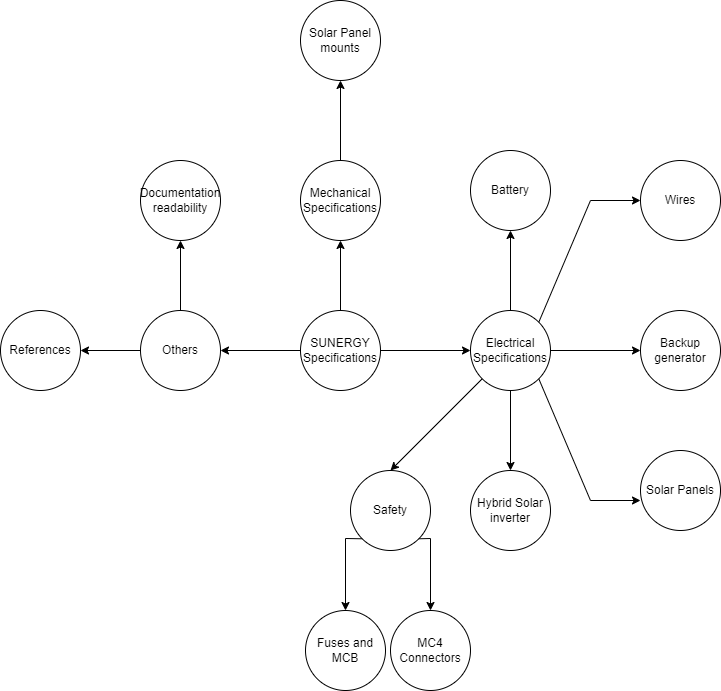 Solar Panel
mounts
Documentation
readability
Mechanical
Specifications
Battery
Wires
References
Others
SUNERGY
Specifications
Electrical
Specifications
Backup
generator
Safety
Hybrid Solar
inverter
Solar Panels
Fuses and
MCB
MC4
Connectors